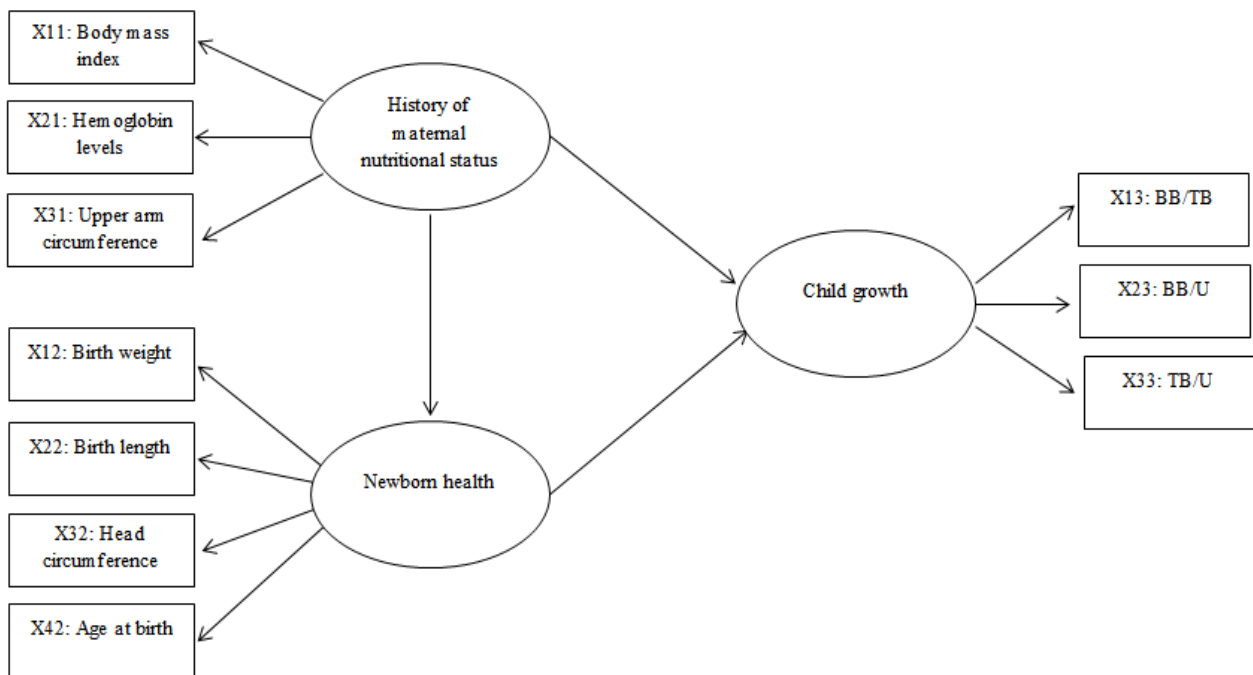 X11: Body mass
index
X21: Hemoglobin
levels
X31: Upper arm
circumference
History of
maternal
nutritional status
X12: Birth weight
X22: Birth length
X32: Head
circumference
X42: Age at birth
Newborn health
Child growth
X13: BB/TB
X23: BB/U
X33: TB/U